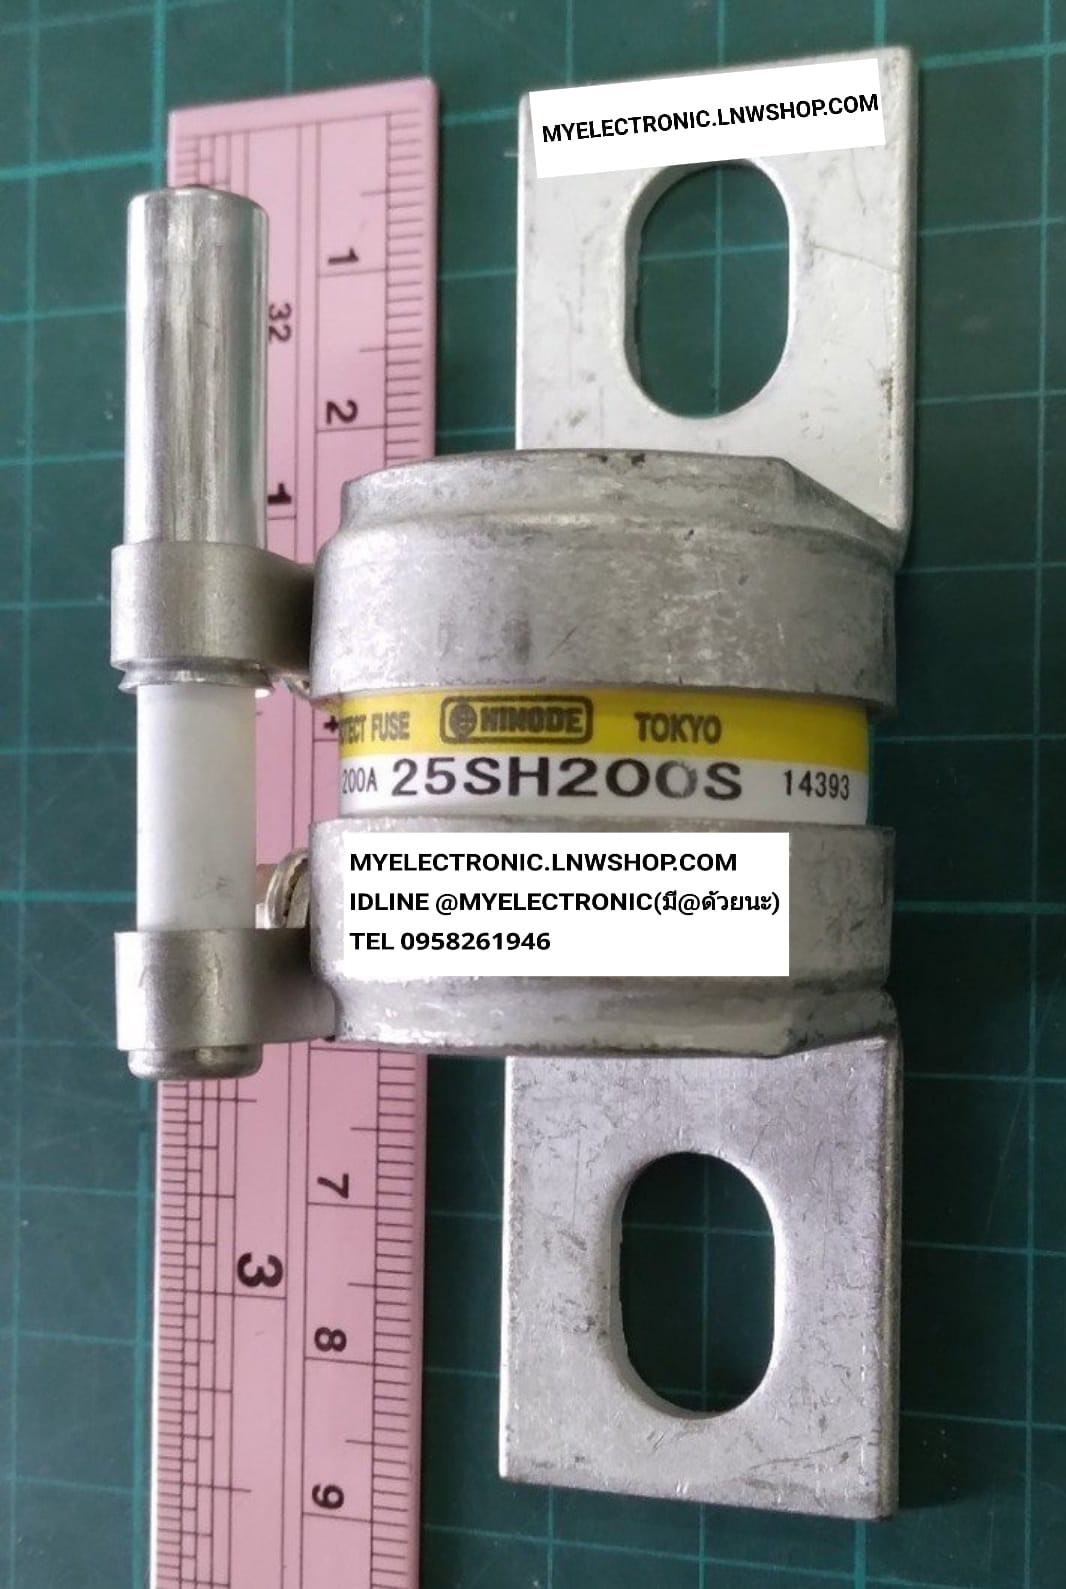 MYELECTRONIC.LNWSHOP.COM
1
32
2
1
FUSE HINODE TOKYO
200A 25SH200S 14393
MYELECTRONIC.LNWSHOP.COM
IDLINE @MYELECTRONIC(มี@ด้วยนะ)
TEL 0958261946
7
3
8
9